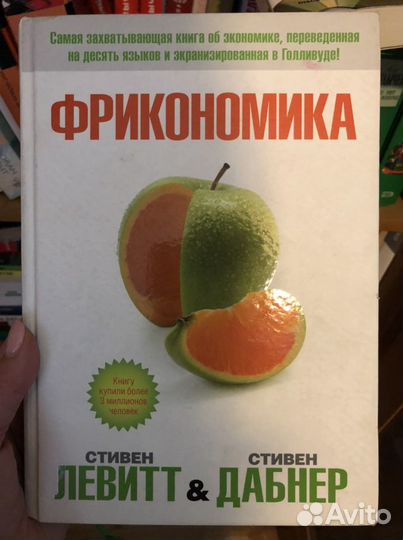 Самая захватывающая книга об экономике, переведенная
на десять языков и экранизированная в Голливуде!
ФРИКОНОМИКА
Книгу
купили более
3 миллионов
человек
СТИВЕН СТИВЕН
ЛЕВИТТ & ДАБНЕР
Avito